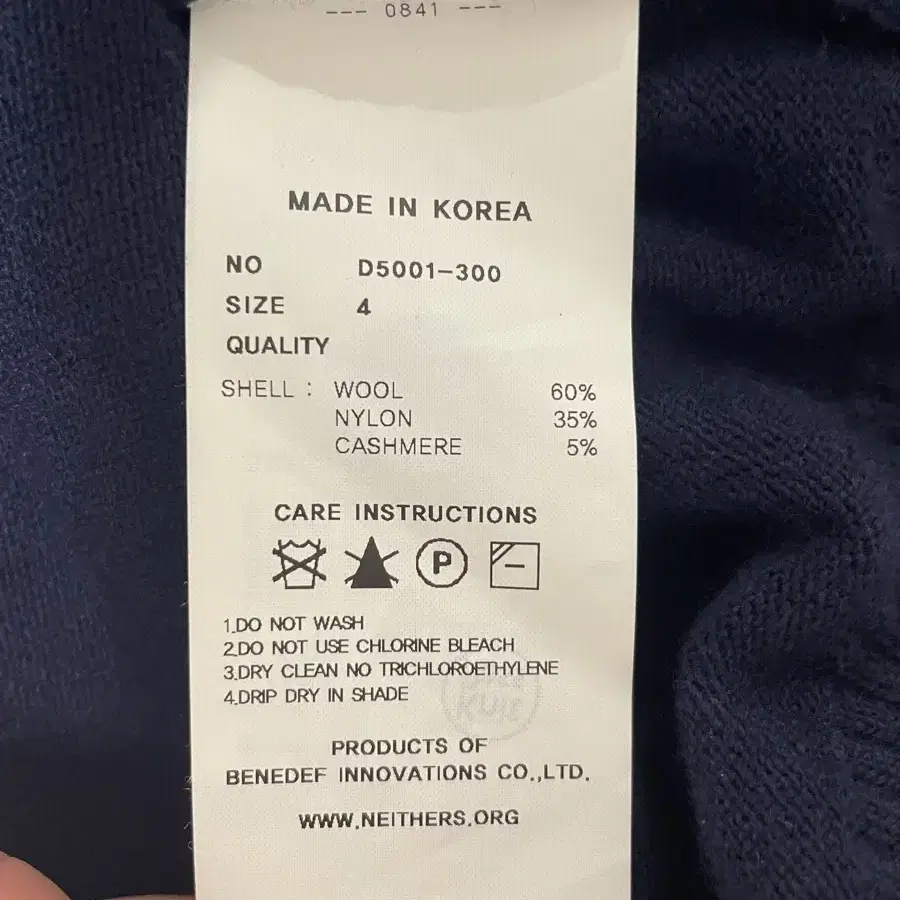 --- 0841 ---
MADE IN KOREA
NO D5001-300
SIZE 4
QUALITY
SHELL : WOOL 60%
NYLON 35%
CASHMERE 5%
CARE INSTRUCTIONS
P
1.DO NOT WASH
2.DO NOT USE CHLORINE BLEACH
3.DRY CLEAN NO TRICHLOROETHYLENE
4.DRIP DRY IN SHADE
PRODUCTS OF
BENEDEF INNOVATIONS CO.,LTD.
WWW.NEITHERS.ORG